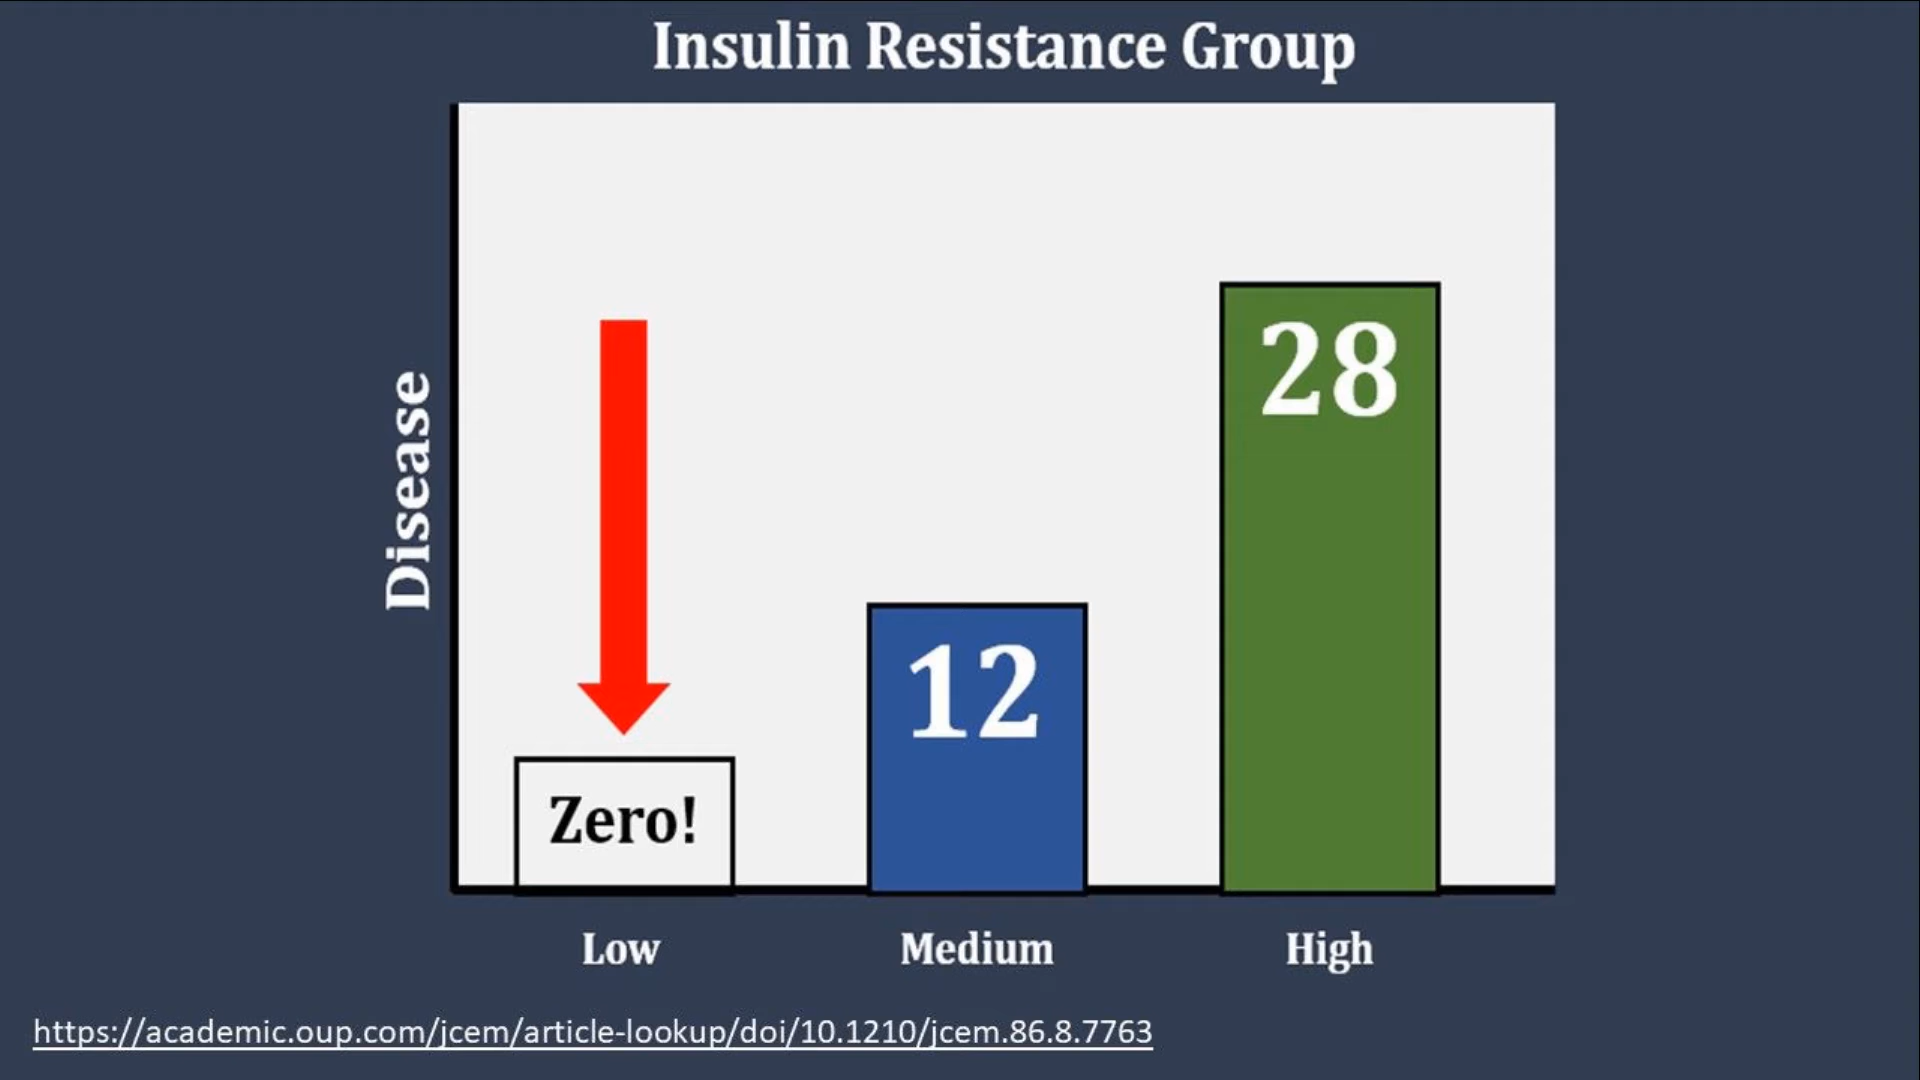 Insulin Resistance Group
Disease
Zero!
12
28
Low
Medium
High
https://academic.oup.com/jcem/article-lookup/doi/10.1210/jcem.86.8.7763